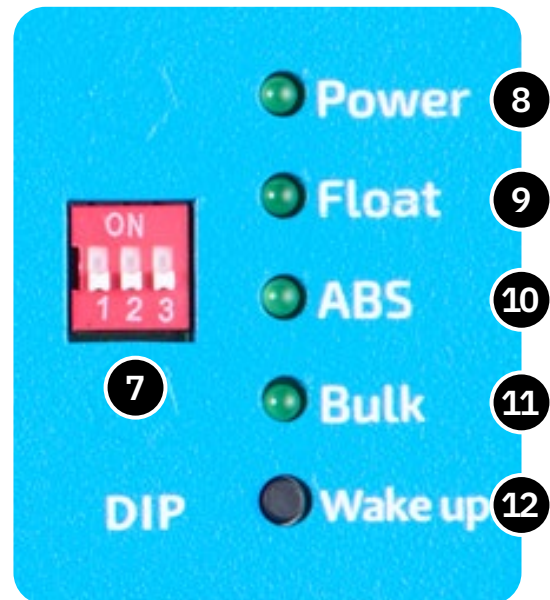 Power 8
Float 9
ON
ABS 10
1 2 3
7
Bulk 11
DIP
Wake up 12